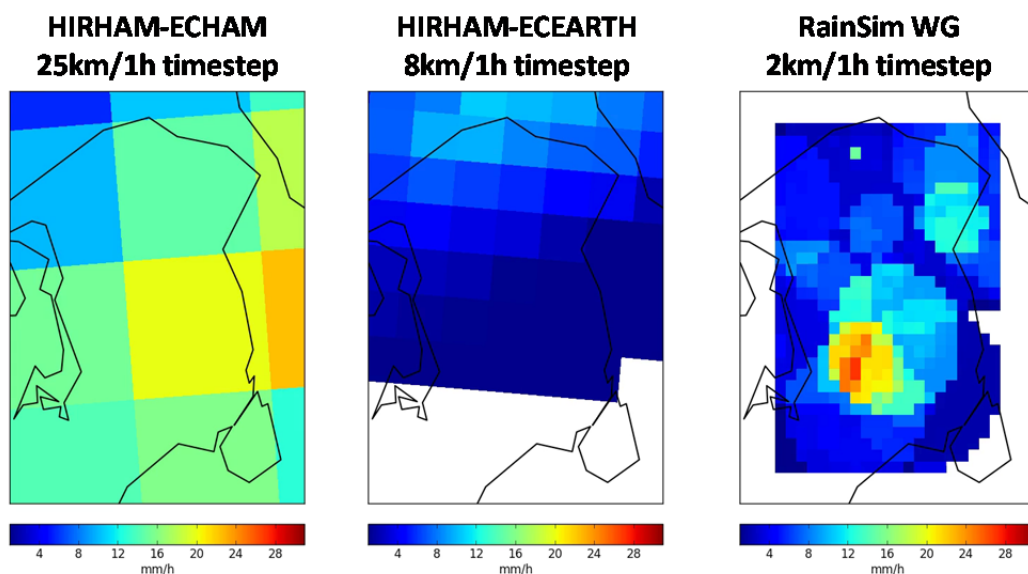 HIRHAM-ECHAM
25km/1h timestep
HIRHAM-ECEARTH
8km/1h timestep
RainSim WG
2km/1h timestep
4 8 12 16 20 24 28
mm/h
4 8 12 16 20 24 28
mm/h
4 8 12 16 20 24 28
mm/h